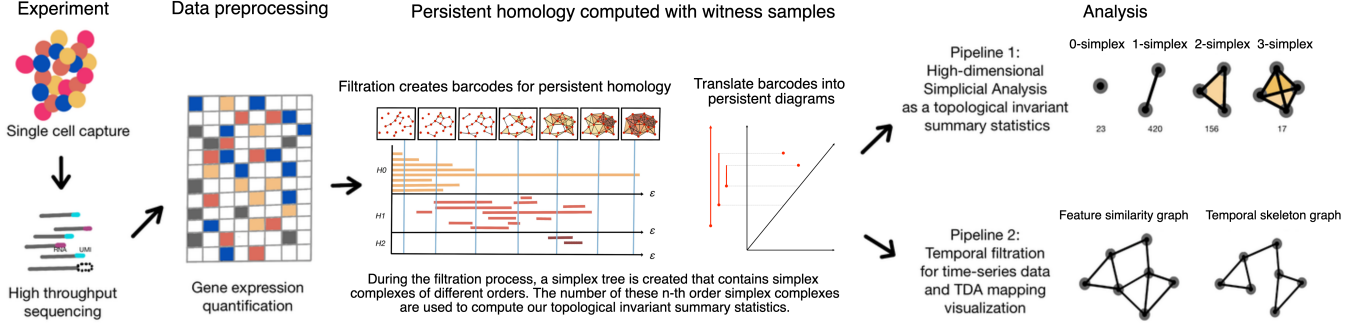 Experiment
Data preprocessing
Persistent homology computed with witness samples
Analysis
Single cell capture
RNA
UMI
High throughput
sequencing
Gene expression
quantification
Filtration creates barcodes for persistent homology
H0
ε
H1
ε
H2
ε
Translate barcodes into
persistent diagrams
During the filtration process, a simplex tree is created that contains simplex
complexes of different orders. The number of these n-th order simplex complexes
are used to compute our topological invariant summary statistics.
Pipeline 1:
High-dimensional
Simplicial Analysis
as a topological invariant
summary statistics
0-simplex 1-simplex 2-simplex 3-simplex
23 420 156 17
Pipeline 2:
Temporal filtration
for time-series data
and TDA mapping
visualization
Feature similarity graph
Temporal skeleton graph